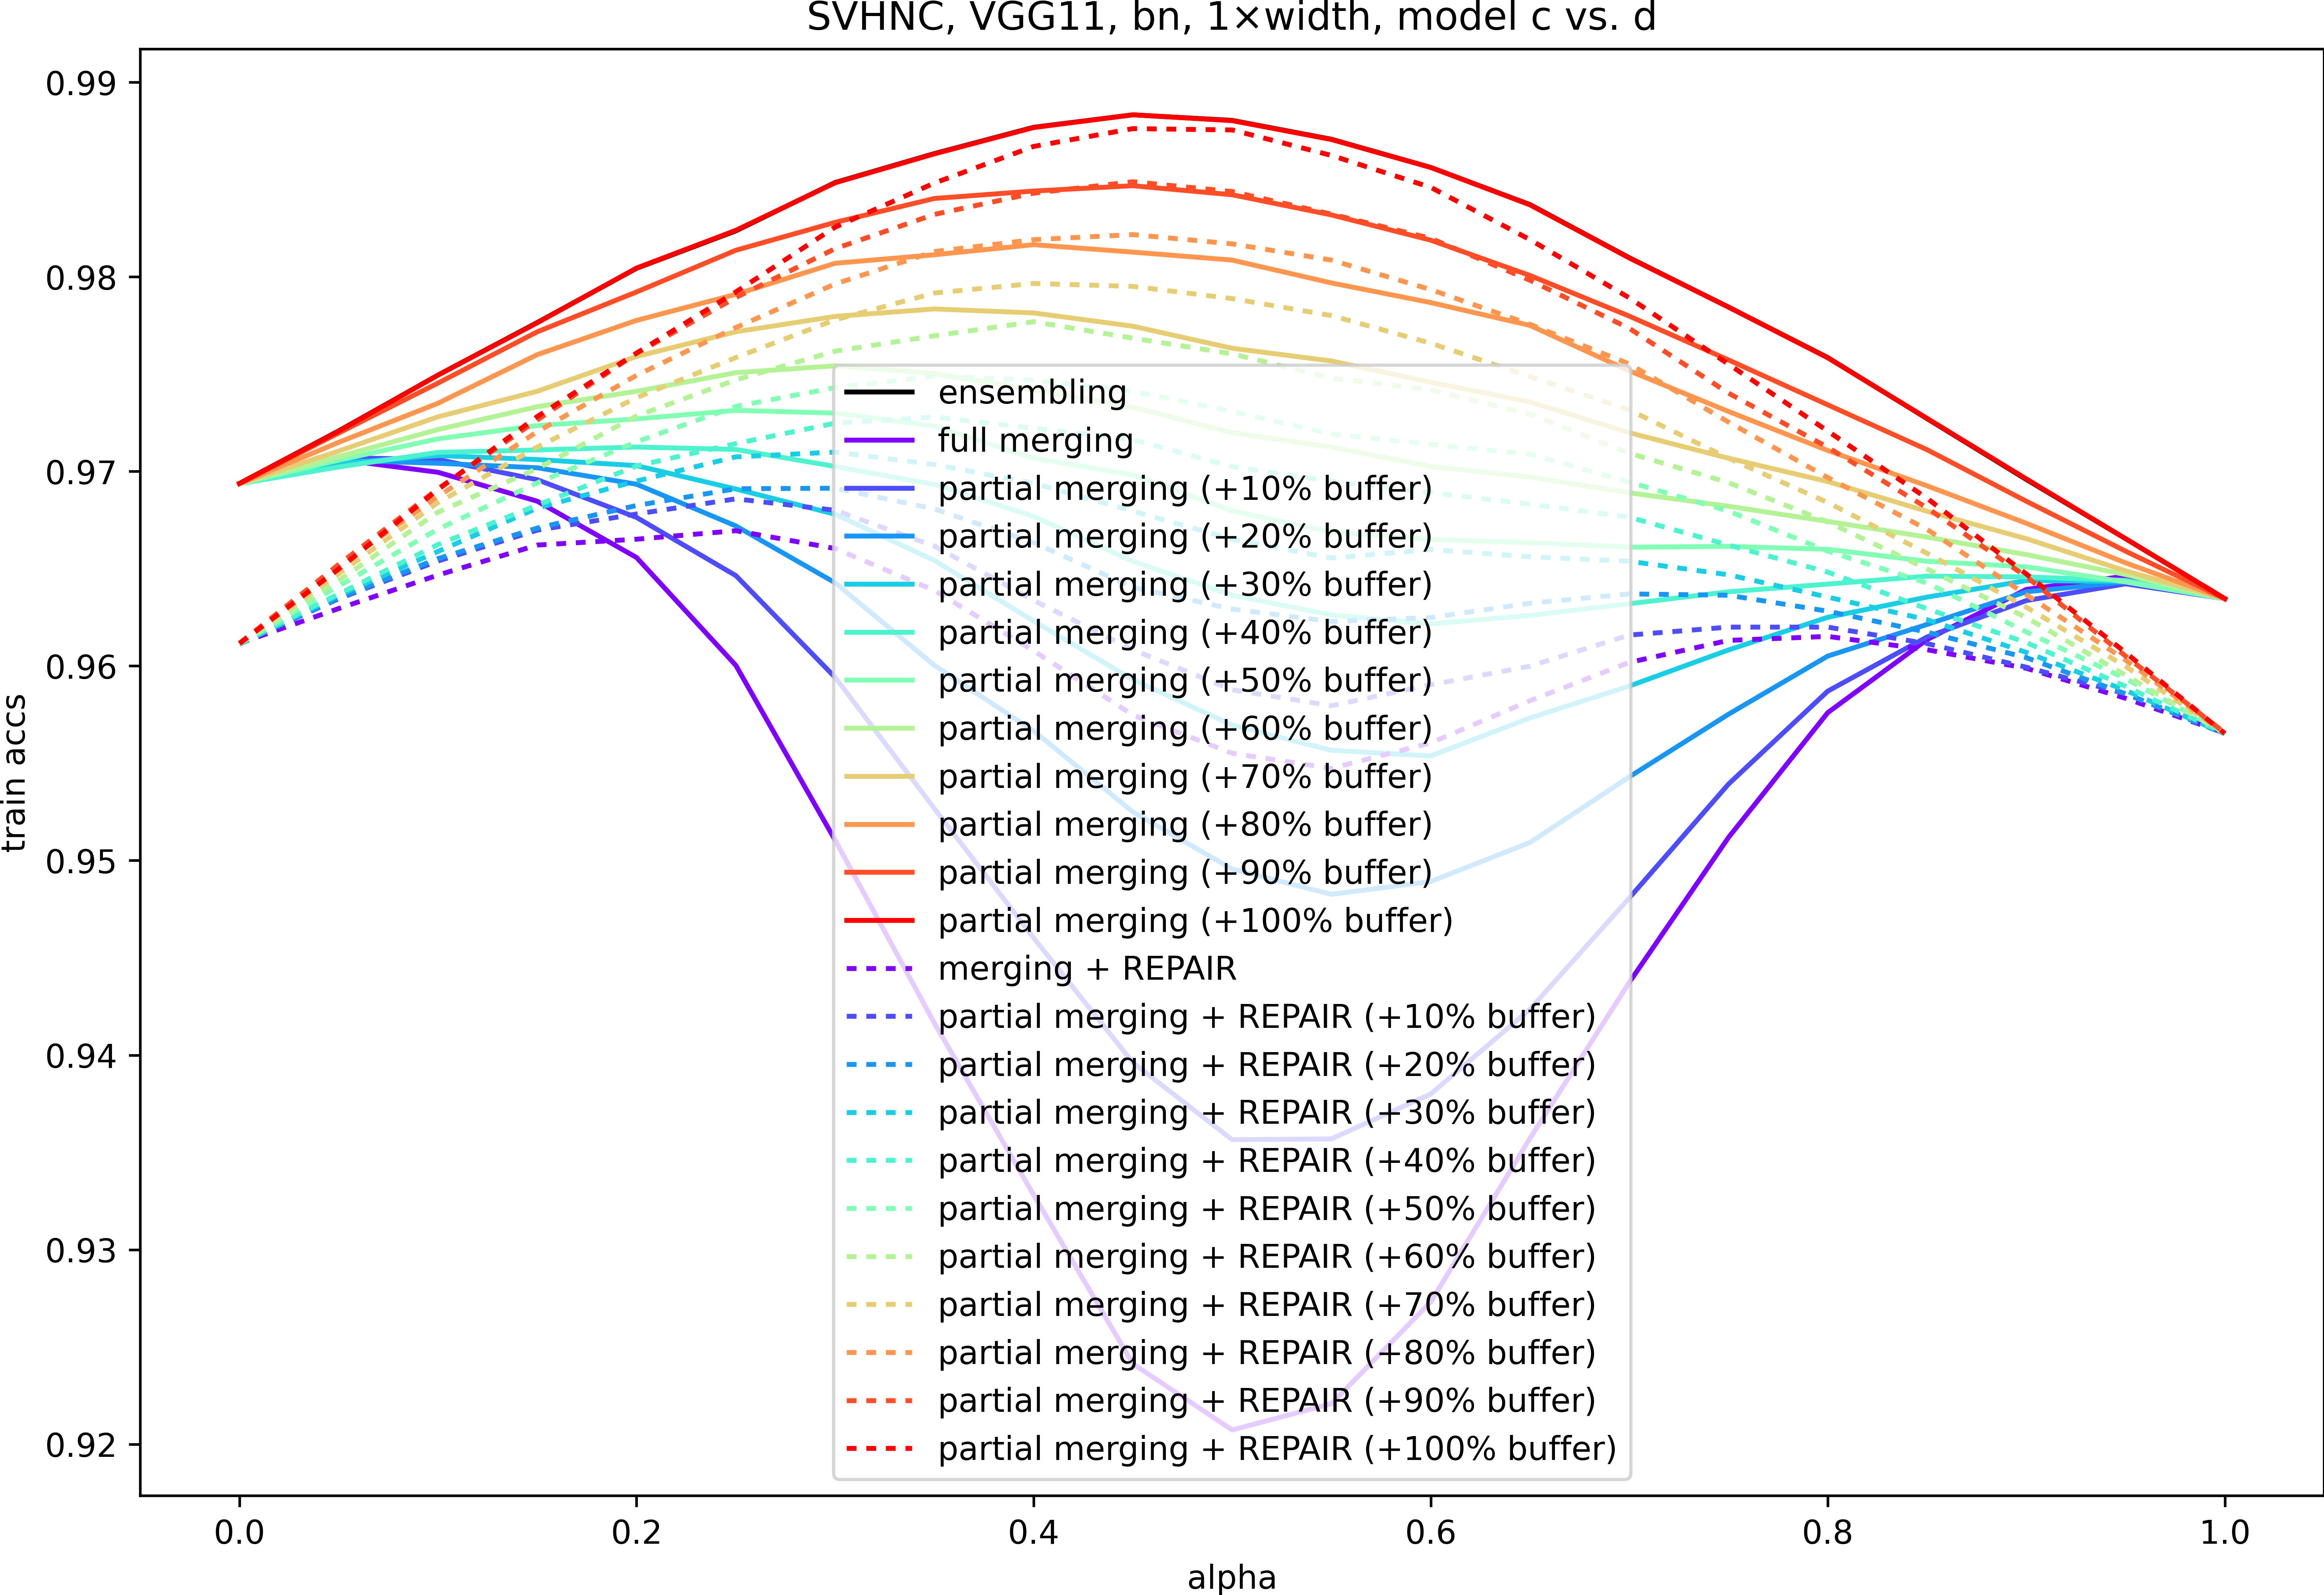 SVHNC, VGG11, bn, 1×width, model c vs. d
0.99
0.98
0.97
0.96
0.95
0.94
0.93
0.92
train accs
ensembling
full merging
partial merging (+10% buffer)
partial merging (+20% buffer)
partial merging (+30% buffer)
partial merging (+40% buffer)
partial merging (+50% buffer)
partial merging (+60% buffer)
partial merging (+70% buffer)
partial merging (+80% buffer)
partial merging (+90% buffer)
partial merging (+100% buffer)
merging + REPAIR
partial merging + REPAIR (+10% buffer)
partial merging + REPAIR (+20% buffer)
partial merging + REPAIR (+30% buffer)
partial merging + REPAIR (+40% buffer)
partial merging + REPAIR (+50% buffer)
partial merging + REPAIR (+60% buffer)
partial merging + REPAIR (+70% buffer)
partial merging + REPAIR (+80% buffer)
partial merging + REPAIR (+90% buffer)
partial merging + REPAIR (+100% buffer)
0.0 0.2 0.4 0.6 0.8 1.0
alpha